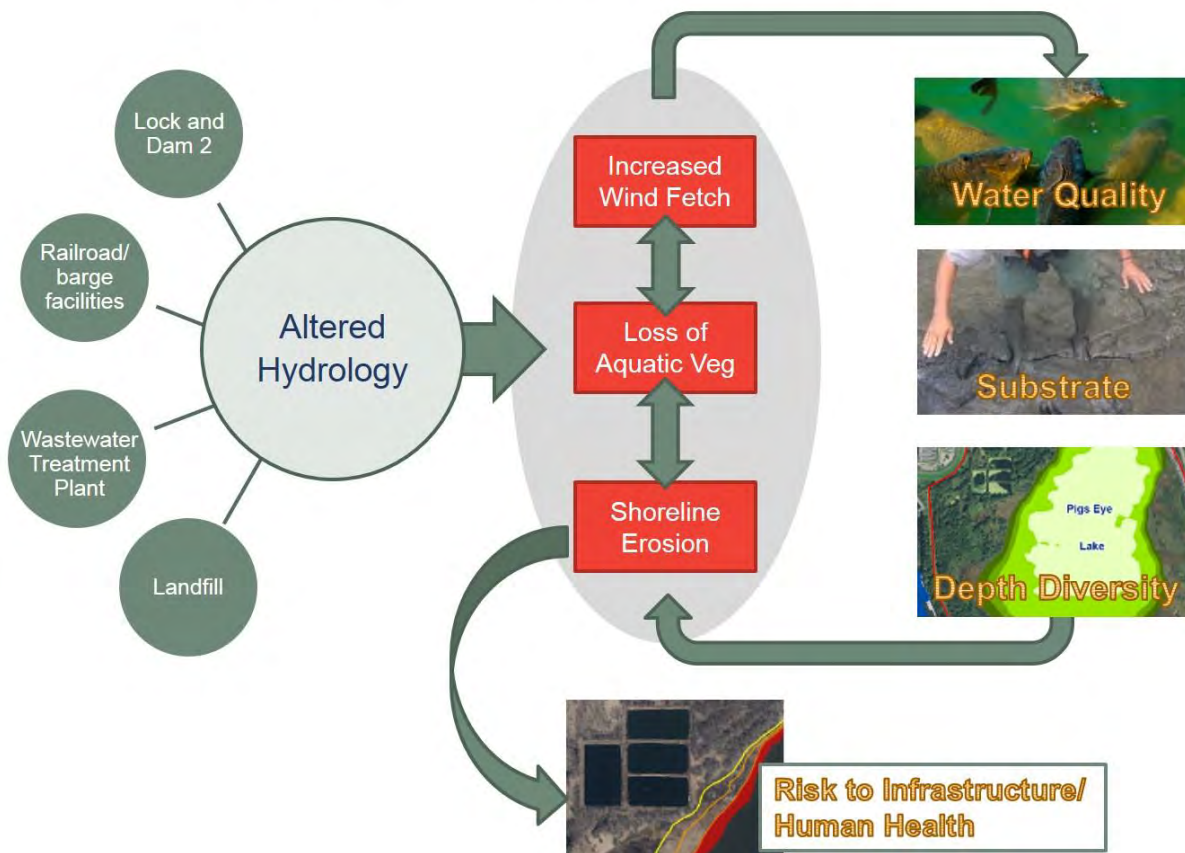 Lock and
Dam 2
Railroad/
barge
facilities
Wastewater
Treatment
Plant
Landfill
Altered
Hydrology
Increased
Wind Fetch
Loss of
Aquatic Veg
Shoreline
Erosion
Water Quality
Substrate
Pigs Eye
Lake
Depth Diversity
Risk to Infrastructure/
Human Health